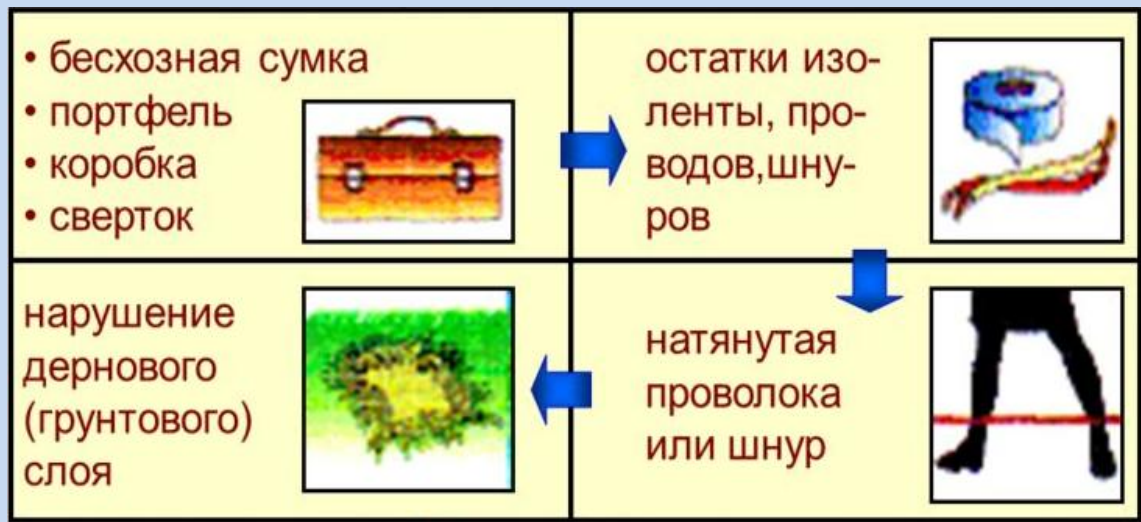 • бесхозная сумка
• портфель
• коробка
• сверток
остатки изо-
ленты, про-
водов,шну-
ров
натянутая
проволока
или шнур
нарушение
дернового
(грунтового)
слоя